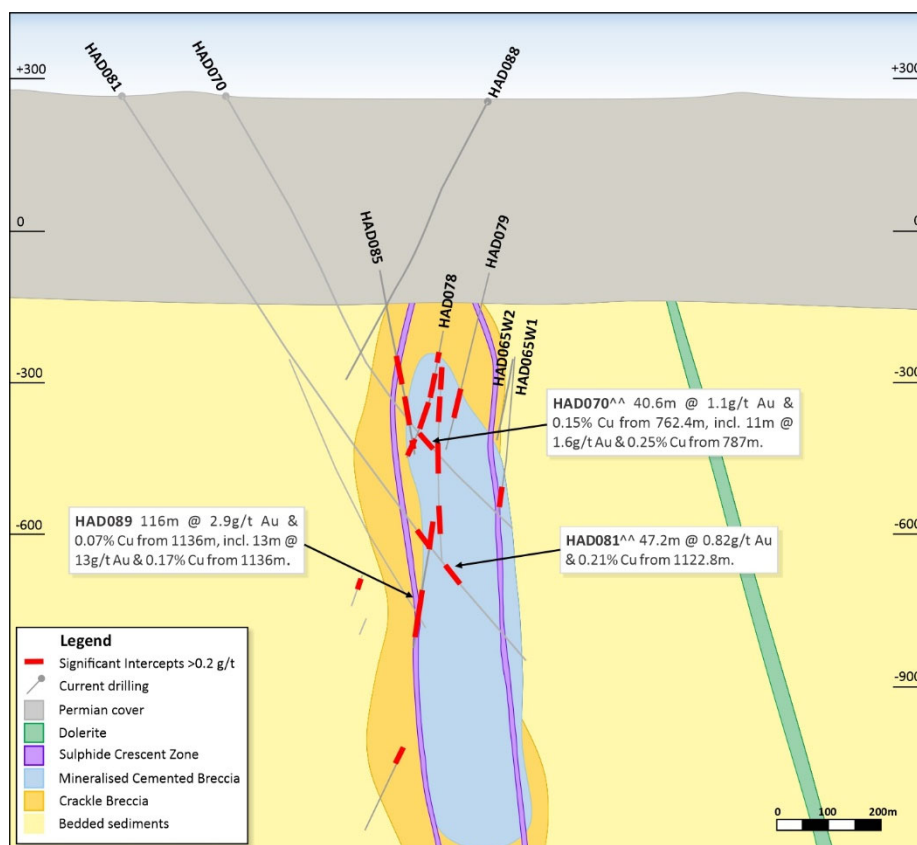 HAD081
HAD070
HAD088
+300
+300
0
0
HAD085
HAD078
HAD079
HAD065W2
HAD065W1
-300
-300
HAD070^^ 40.6m @ 1.1g/t Au &
0.15% Cu from 762.4m, incl. 11m @
1.6g/t Au & 0.25% Cu from 787m.
HAD089 116m @ 2.9g/t Au &
0.07% Cu from 1136m, incl. 13m @
13g/t Au & 0.17% Cu from 1136m.
-600
-600
HAD081^^ 47.2m @ 0.82g/t Au
& 0.21% Cu from 1122.8m.
Legend
Significant Intercepts >0.2 g/t
Current drilling
Permian cover
Dolerite
Sulphide Crescent Zone
Mineralised Cemented Breccia
Crackle Breccia
Bedded sediments
-900
0 100 200m